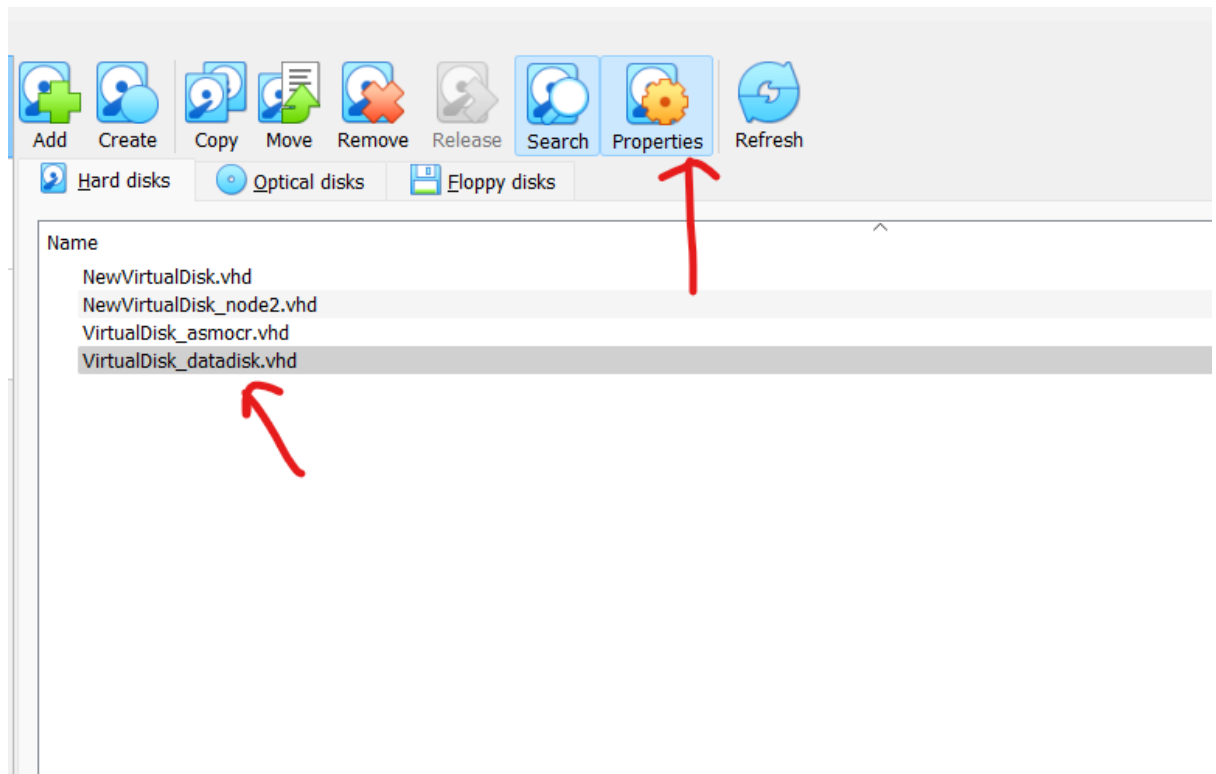 Add Create Copy Move Remove Release Search Properties Refresh
Hard disks Optical disks Floppy disks
Name
NewVirtualDisk.vhd
NewVirtualDisk_node2.vhd
VirtualDisk_asmocr.vhd
VirtualDisk_datadisk.vhd